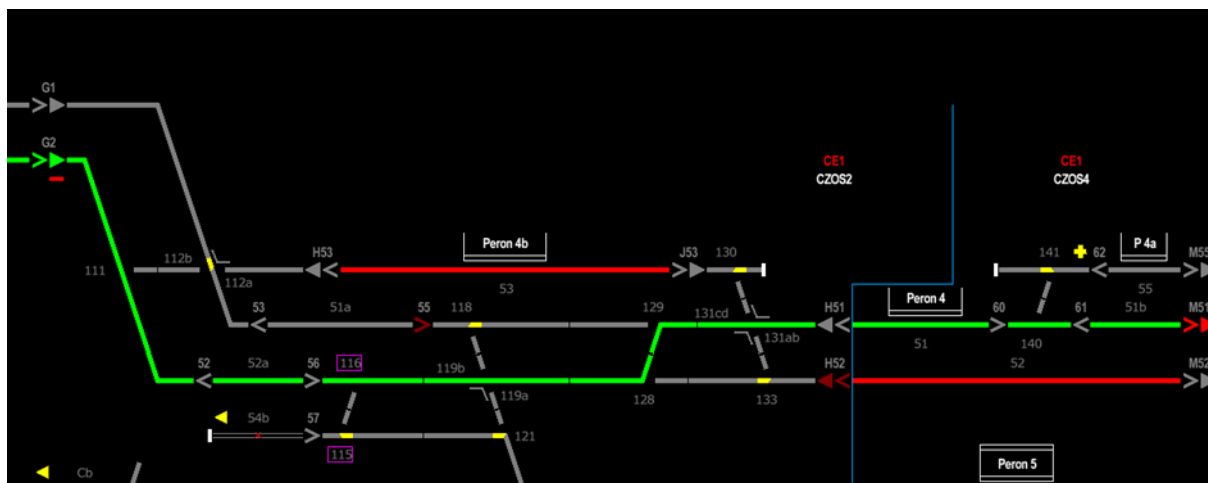 G1
G2
CE1
CZOS2
CE1
CZOS4
112b
H53
Peron 4b
J53
130
141
62
P 4a
M55
111
112a
53
55
53
51a
55
118
129
131cd
H51
Peron 4
60
61
51b
M51
131ab
52
52a
56
116
119b
51
140
52
H52
M52
119a
128
133
54b
57
121
115
Peron 5
Cb